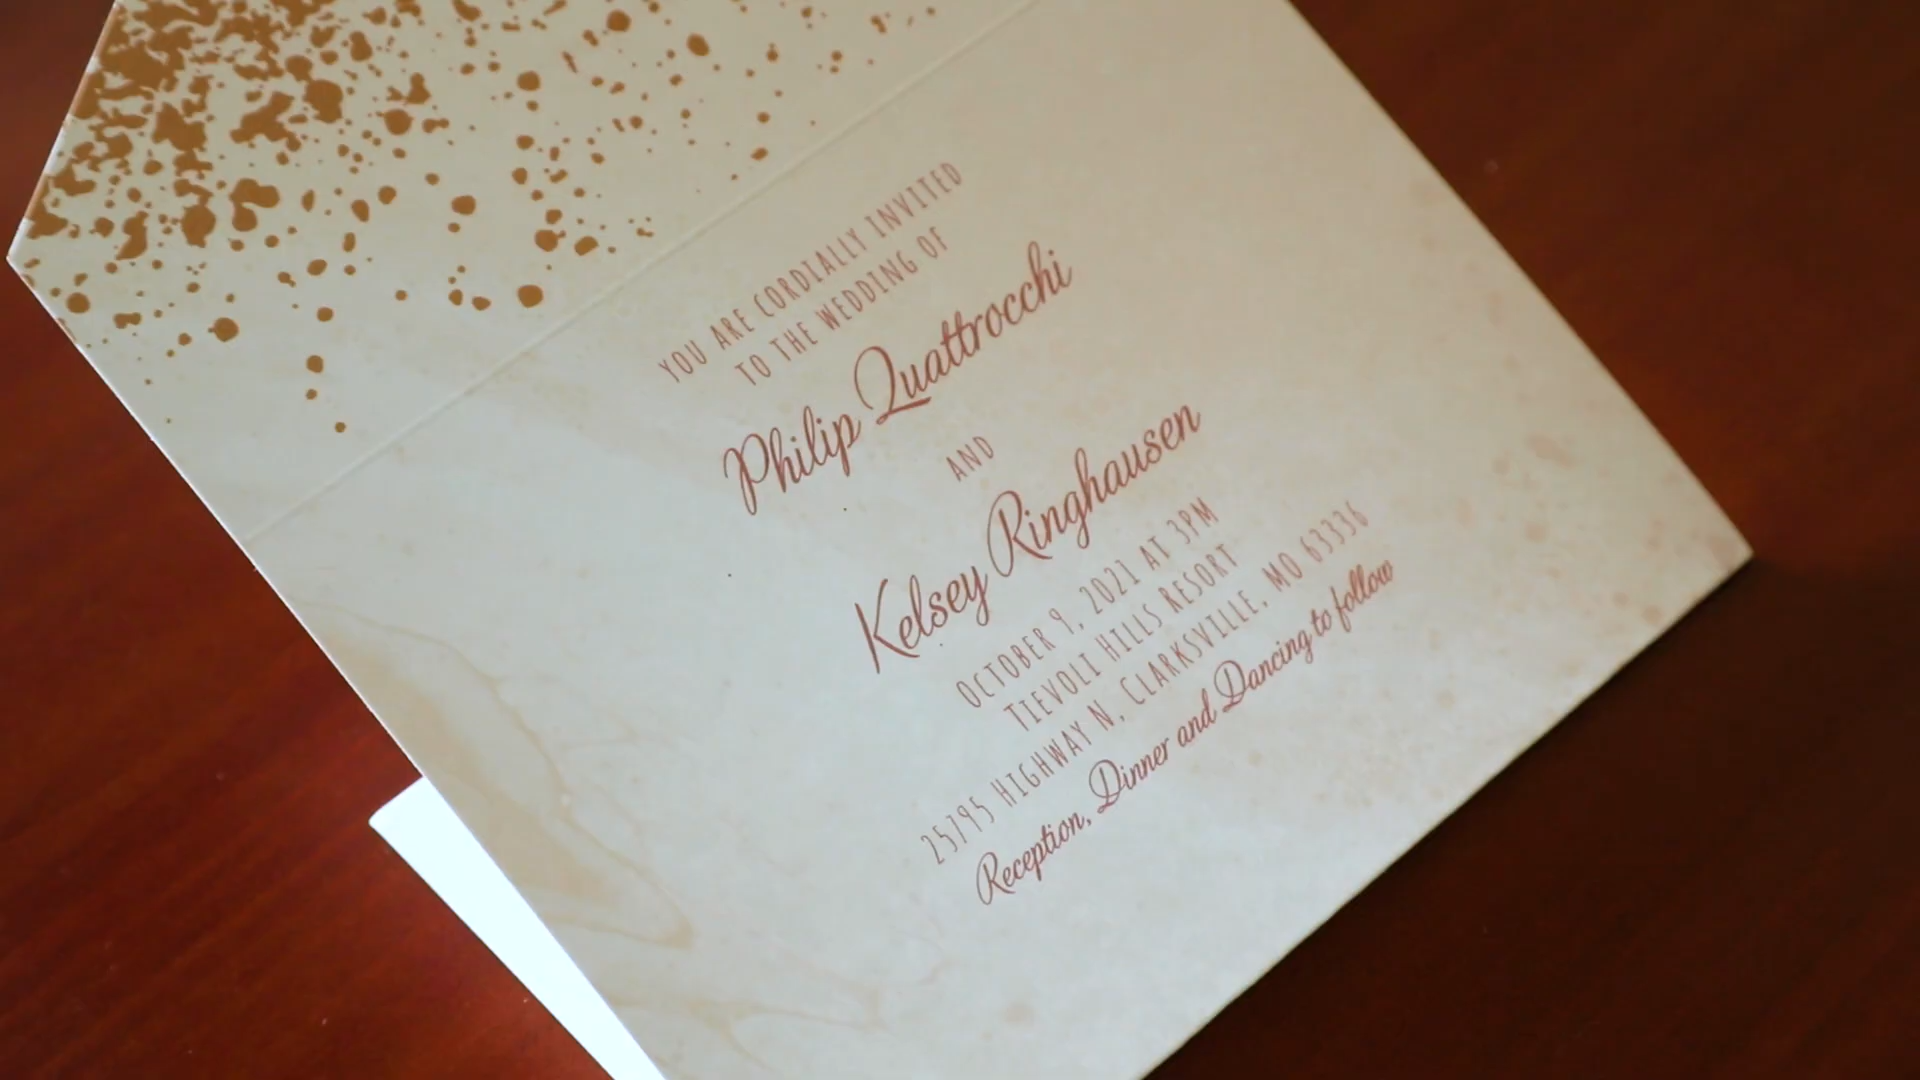 YOU ARE CORDIALLY INVITED
TO THE WEDDING OF
Philip Quattrocchi
AND
Kelsey Ringhausen
OCTOBER 9, 2021 AT 3PM
TIEVOLI HILLS RESORT
25795 HIGHWAY N, CLARKSVILLE, MO 63336
Reception, Dinner and Dancing to follow